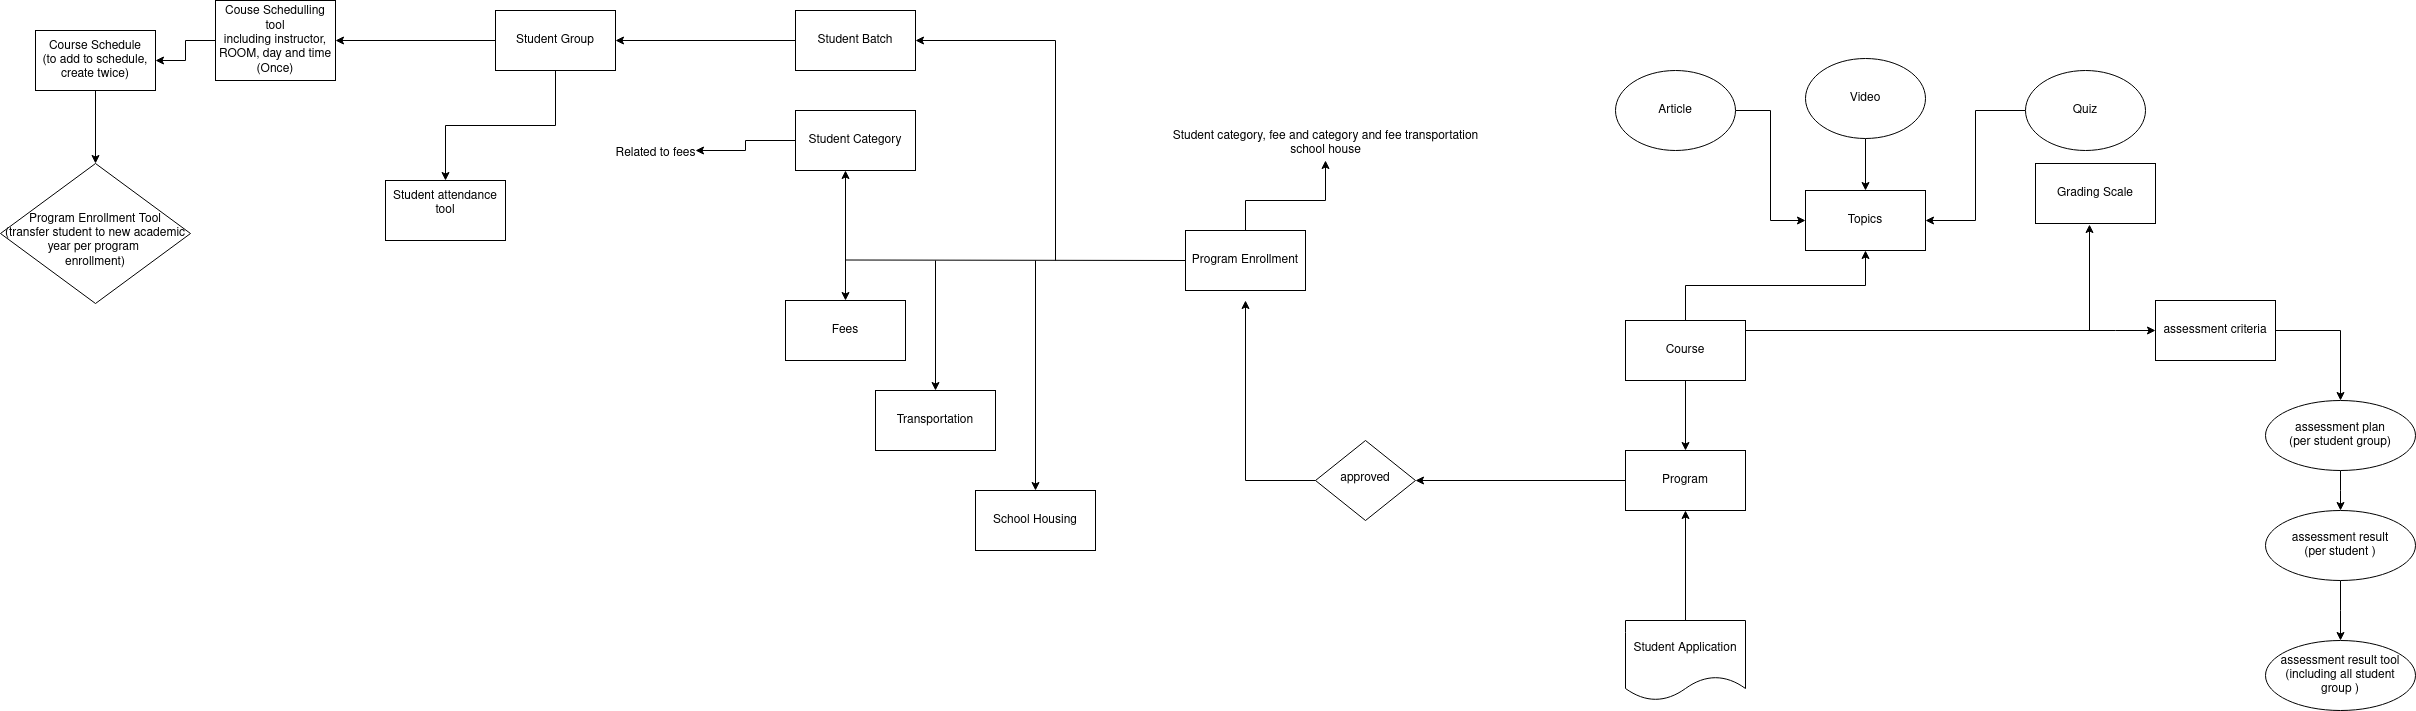 Course Schedule
(to add to schedule,
create twice)
Couse Schedulling
tool
including instructor,
ROOM, day and time
(Once)
Student Group
Student Batch
Student Category
Related to fees
Student attendance
tool
Program Enrollment Tool
(transfer student to new academic
year per program
enrollment)
Student category, fee and category and fee transportation
school house
Program Enrollment
Fees
Transportation
School Housing
Article
Video
Quiz
Topics
Grading Scale
Course
assessment criteria
approved
Program
Student Application
assessment plan
(per student group)
assessment result
(per student )
assessment result tool
(including all student
group )